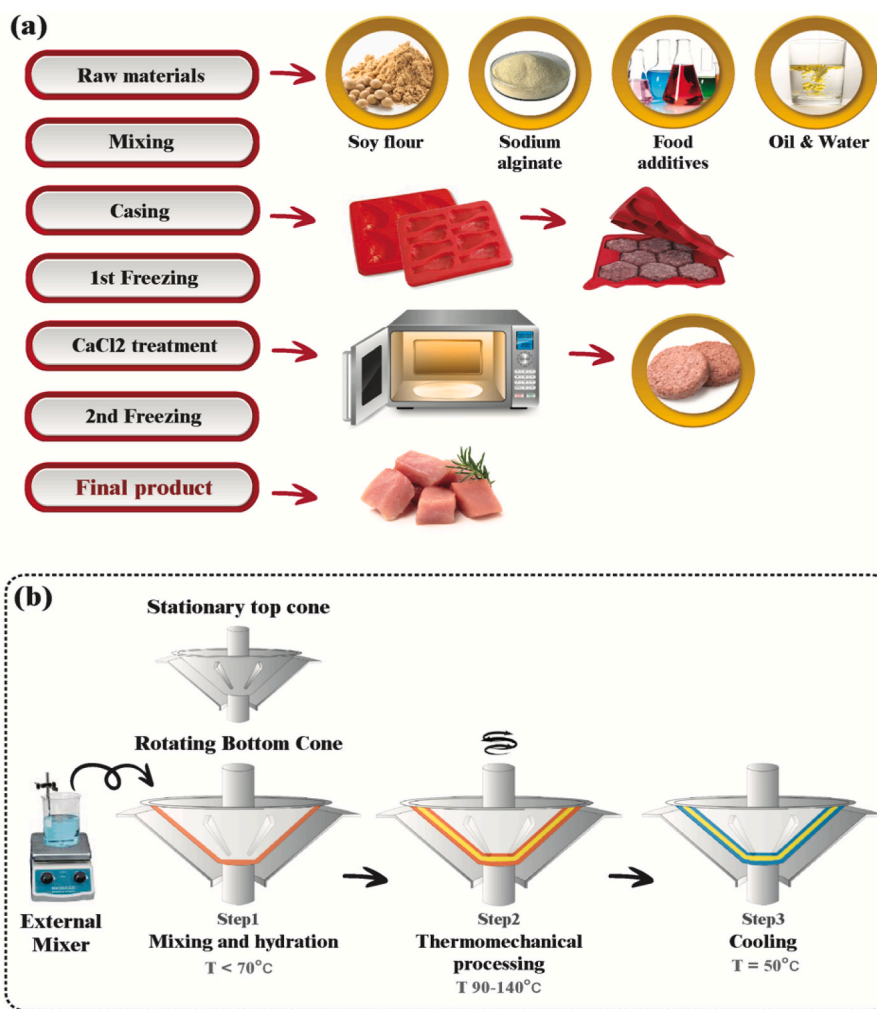 (a)
Raw materials
Soy flour
Sodium
alginate
Food
additives
Oil & Water
Mixing
Casing
1st Freezing
CaCl2 treatment
2nd Freezing
Final product
(b)
Stationary top cone
Rotating Bottom Cone
External
Mixer
Step1
Mixing and hydration
T < 70°C
Step2
Thermomechanical
processing
T 90-140°C
Step3
Cooling
T = 50°C